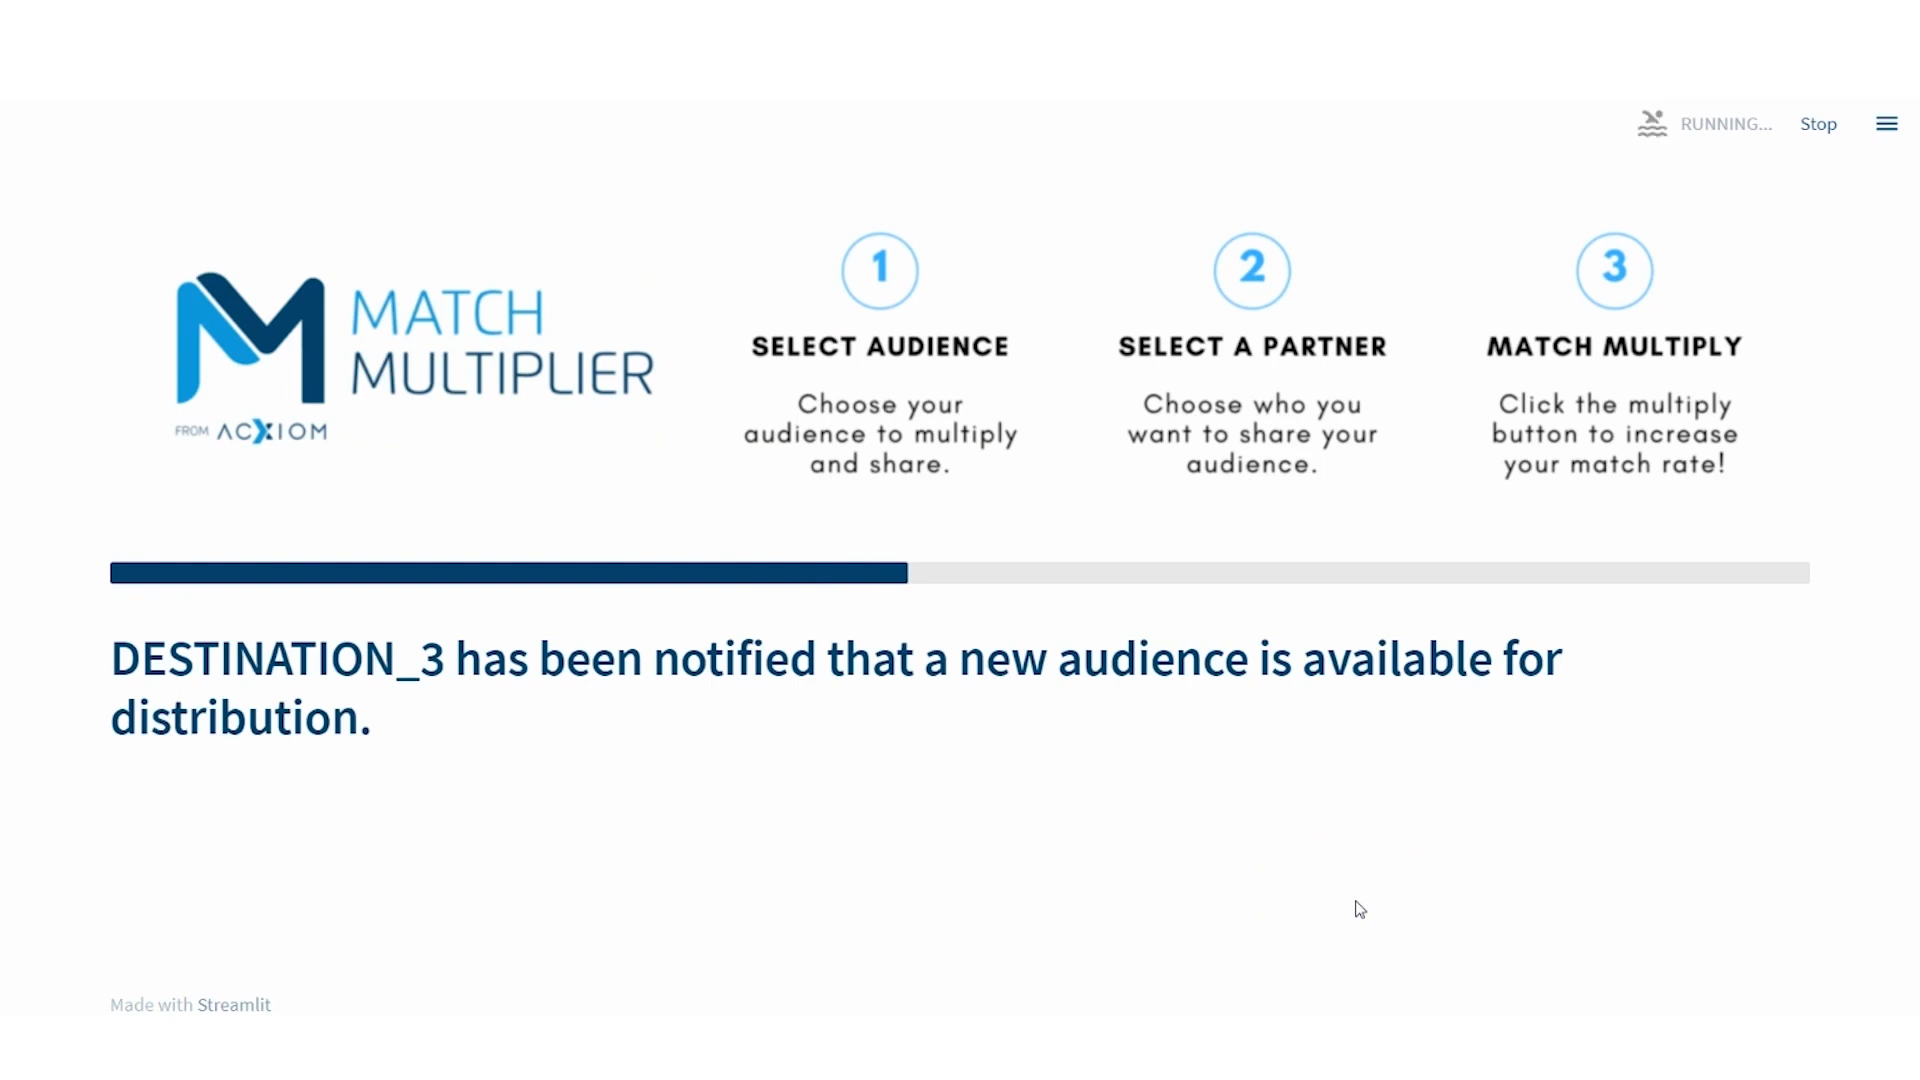 RUNNING...
Stop
MATCH
MULTIPLIER
FROM ACXIOM
1
SELECT AUDIENCE
Choose your
audience to multiply
and share.
2
SELECT A PARTNER
Choose who you
want to share your
audience.
3
MATCH MULTIPLY
Click the multiply
button to increase
your match rate!
DESTINATION_3 has been notified that a new audience is available for
distribution.
Made with Streamlit